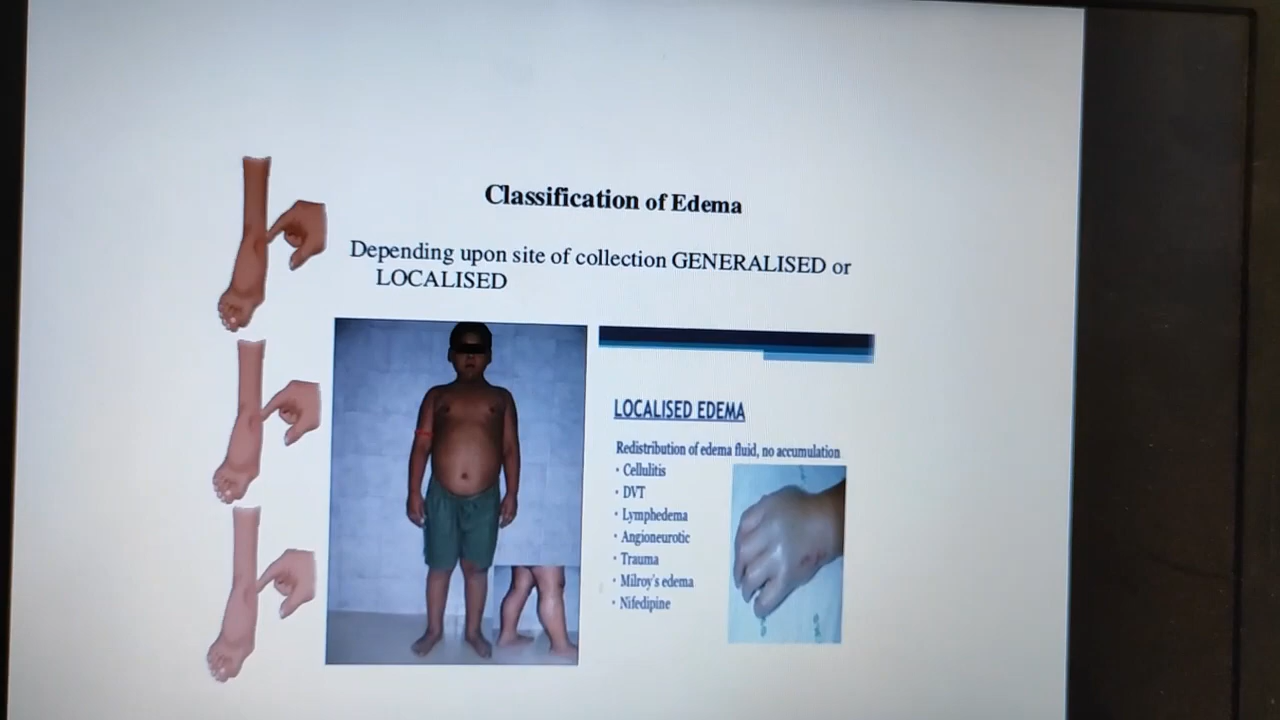 Classification of Edema
Depending upon site of collection GENERALISED or
LOCALISED
LOCALISED EDEMA
Redistribution of edema fluid, no accumulation
• Cellulitis
• DVT
• Lymphedema
• Angioneurotic
• Trauma
• Milroy's edema
• Nifedipine